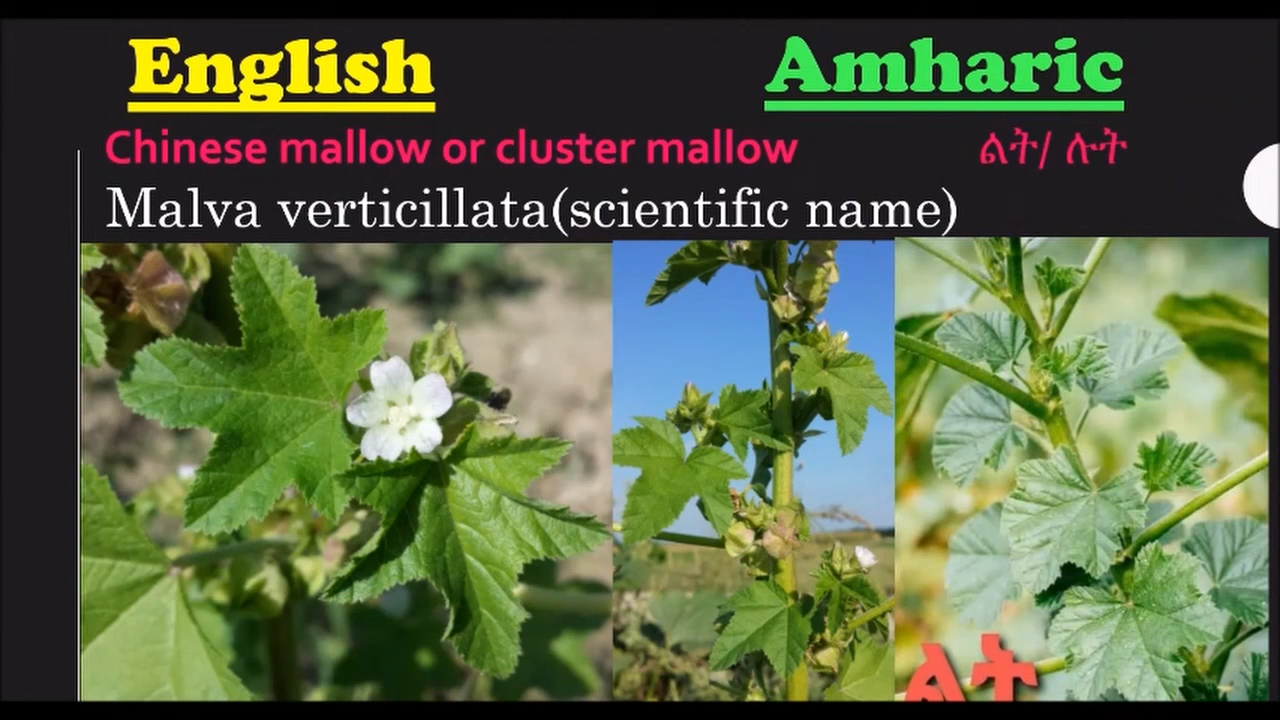 English Amharic
Chinese mallow or cluster mallow ልት/ ሉት
Malva verticillata(scientific name)
ልት